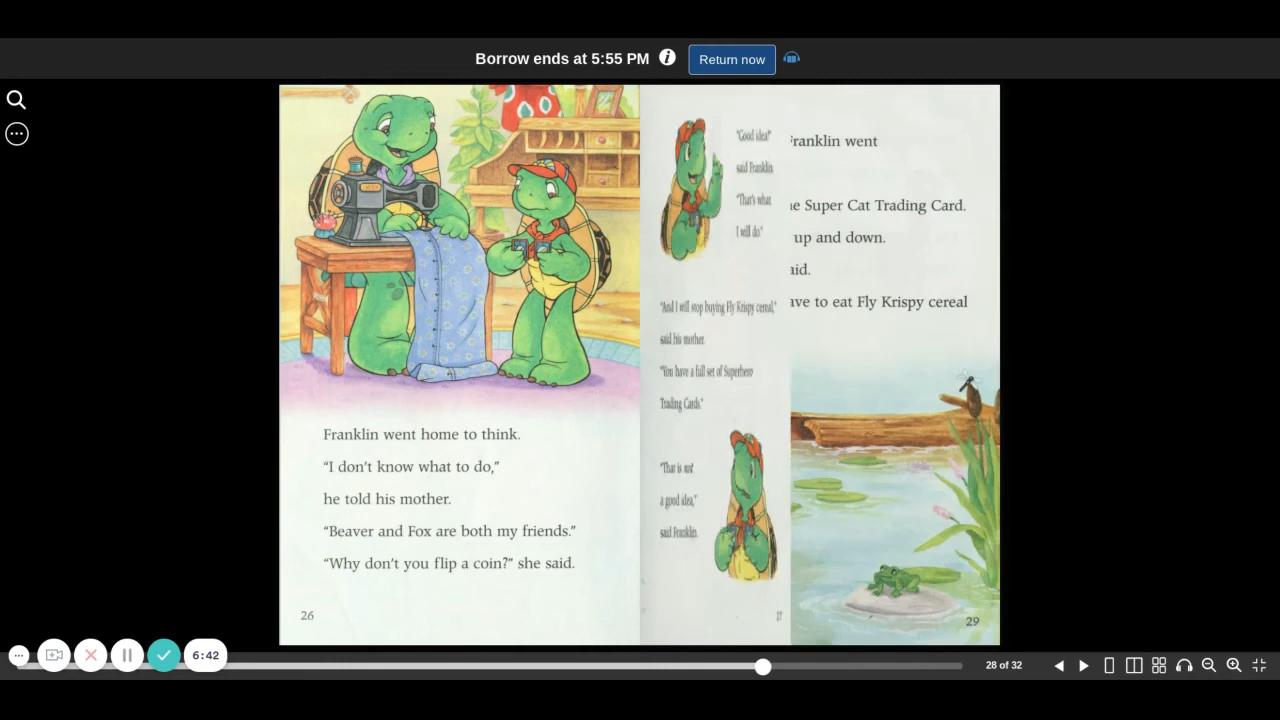 Borrow ends at 5:55 PM
Return now
Franklin went home to think.
“I don’t know what to do,”
he told his mother.
“Beaver and Fox are both my friends.”
“Why don’t you flip a coin?” she said.
26
“Good idea!”
said Franklin.
“That’s what
I will do.”
“And I will stop buying Fly Krispy cereal,”
said his mother.
“You have a full set of Superhero
Trading Cards.”
“That is not
a good idea,”
said Franklin.
27
Franklin went
Super Cat Trading Card.
up and down.
to eat Fly Krispy cereal
29
6:42
28 of 32